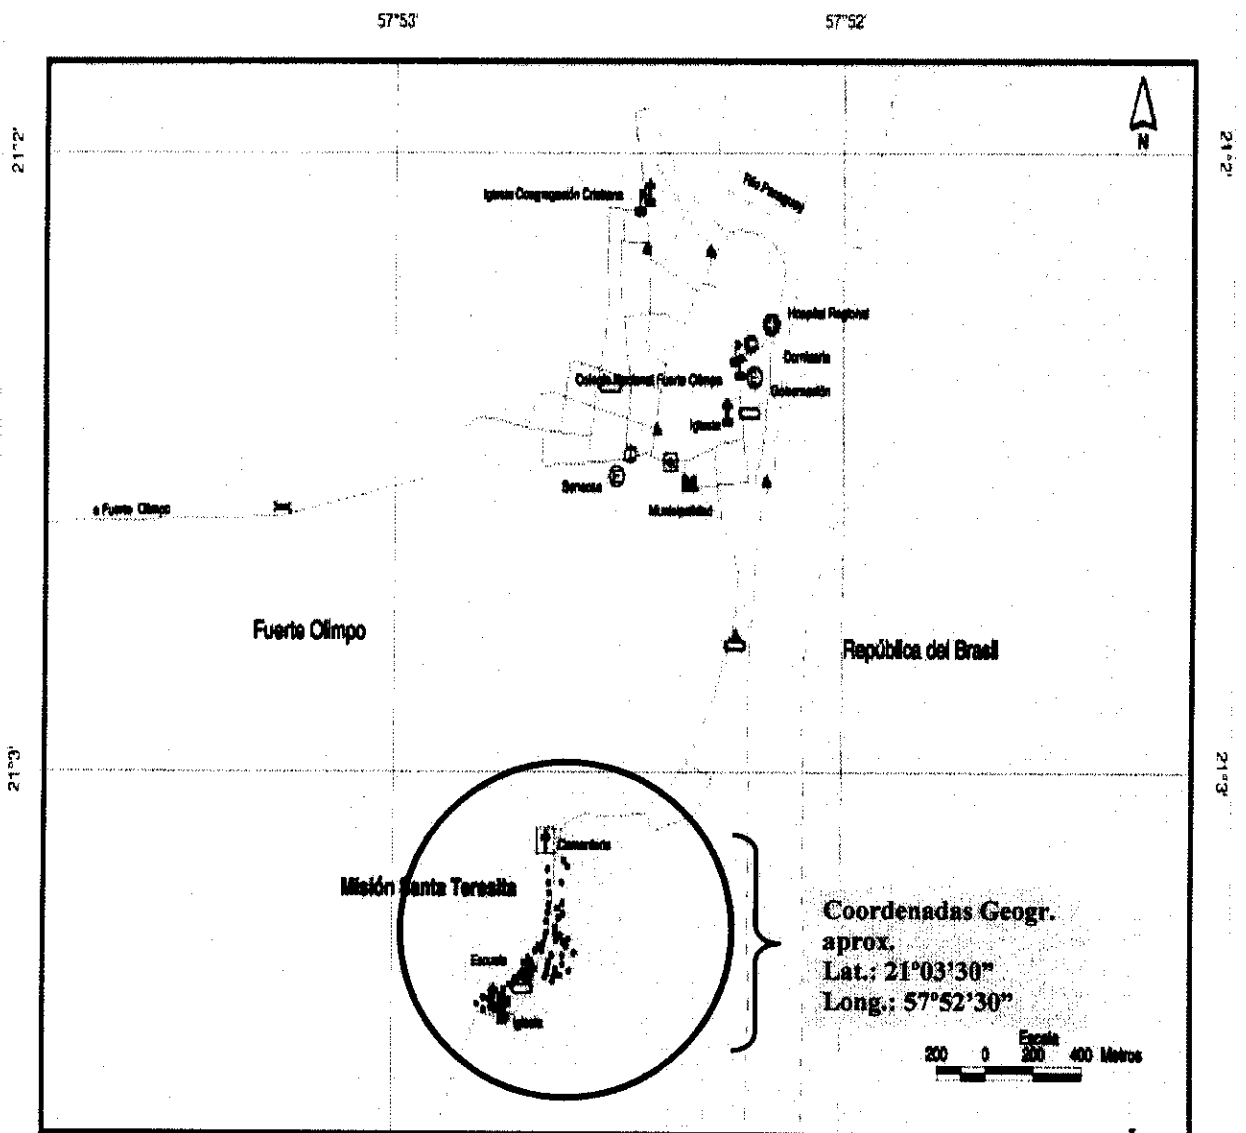 57°53'
57°52'
21°2'
21°2'
N
Río Paraguay
Iglesia Congregación Cristiana
Hospital Regional
Comisaría
Colegio Nacional Fuerte Olimpo
Gobernación
Iglesia
Senacsa
Municipalidad
a Fuerte Olimpo
Fuerte Olimpo
República del Brasil
21°3'
21°3'
Cementerio
Misión Santa Teresita
Escuela
Iglesia
Coordenadas Geogr.
aprox.
Lat.: 21°03'30”
Long.: 57°52'30”
Escala
200 0 200 400 Metros